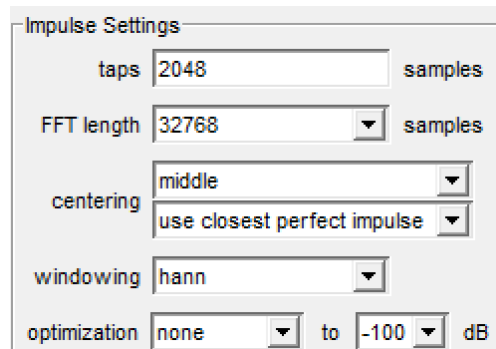 Impulse Settings
taps 2048 samples
FFT length 32768 samples
centering middle
use closest perfect impulse
windowing hann
optimization none to -100 dB